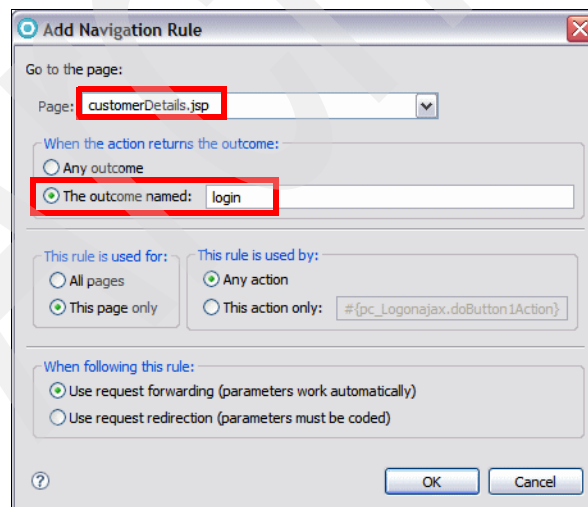 Add Navigation Rule
Go to the page:
Page: customerDetails.jsp
When the action returns the outcome:
Any outcome
The outcome named: login
This rule is used for:
All pages
This page only
This rule is used by:
Any action
This action only: #{pc_Logonajax.doButton1Action}
When following this rule:
Use request forwarding (parameters work automatically)
Use request redirection (parameters must be coded)
? OK Cancel